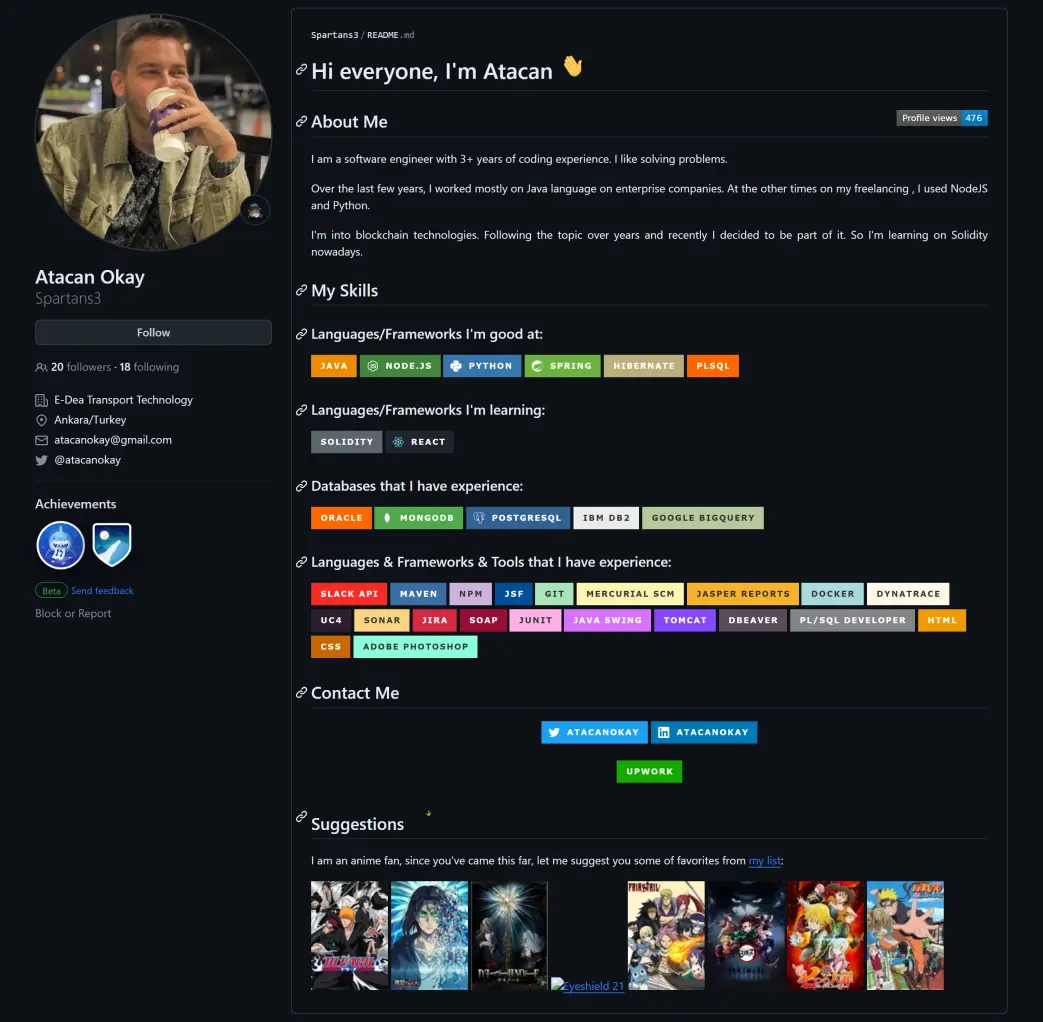 Spartans3 / README.md
Hi everyone, I'm Atacan 👋
About Me
Profile views 476
I am a software engineer with 3+ years of coding experience. I like solving problems.
Over the last few years, I worked mostly on Java language on enterprise companies. At the other times on my freelancing , I used NodeJS
and Python.
I'm into blockchain technologies. Following the topic over years and recently I decided to be part of it. So I'm learning on Solidity
nowadays.
Atacan Okay
Spartans3
Follow
20 followers · 18 following
E-Dea Transport Technology
Ankara/Turkey
atacanokay@gmail.com
@atacanokay
Achievements
Beta Send feedback
Block or Report
My Skills
Languages/Frameworks I'm good at:
JAVA NODE.JS PYTHON SPRING HIBERNATE PLSQL
Languages/Frameworks I'm learning:
SOLIDITY REACT
Databases that I have experience:
ORACLE MONGODB POSTGRESQL IBM DB2 GOOGLE BIGQUERY
Languages & Frameworks & Tools that I have experience:
SLACK API MAVEN NPM JSF GIT MERCURIAL SCM JASPER REPORTS DOCKER DYNATRACE
UC4 SONAR JIRA SOAP JUNIT JAVA SWING TOMCAT DBEAVER PL/SQL DEVELOPER HTML
CSS ADOBE PHOTOSHOP
Contact Me
ATACANOKAY ATACANOKAY
UPWORK
Suggestions
I am an anime fan, since you've came this far, let me suggest you some of favorites from my list:
BLEACH
FAIRY TAIL
NARUTO
Eyeshield 21